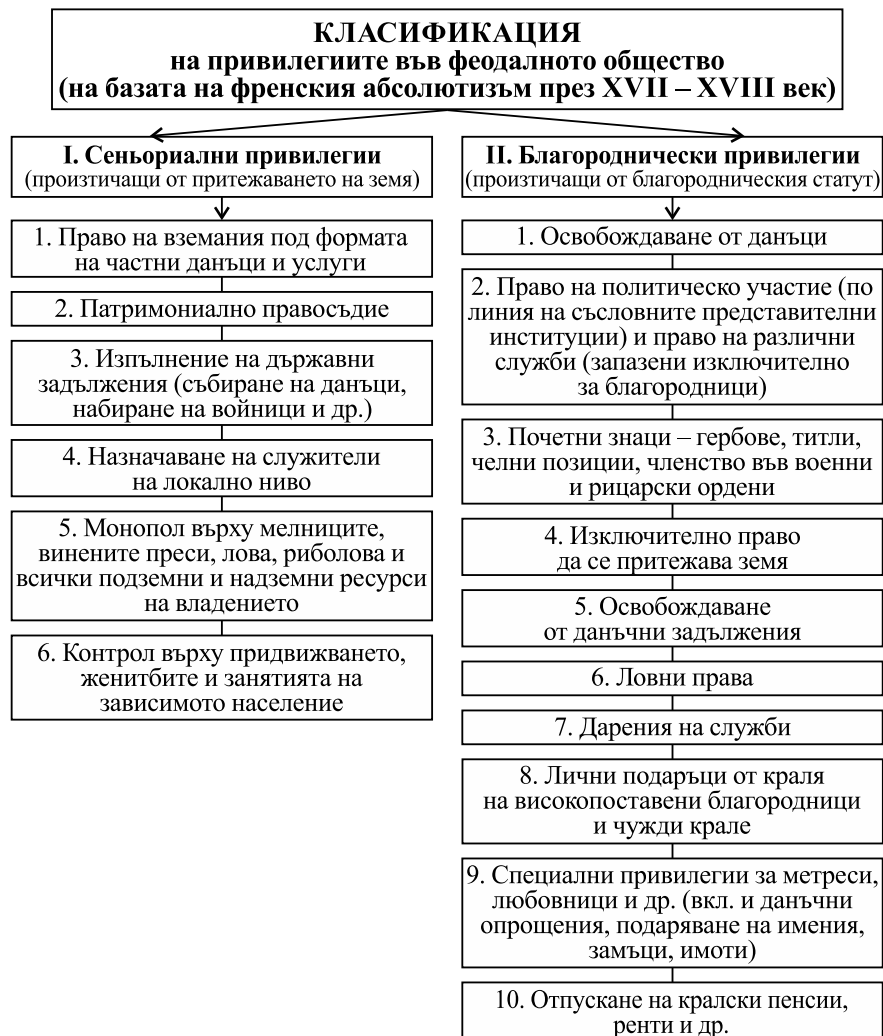 КЛАСИФИКАЦИЯ
на привилегиите във феодалното общество
(на базата на френския абсолютизъм през XVII – XVIII век)
I. Сеньориални привилегии
(произтичащи от притежаването на земя)
1. Право на вземания под формата
на частни данъци и услуги
2. Патримониално правосъдие
3. Изпълнение на държавни
задължения (събиране на данъци,
набиране на войници и др.)
4. Назначаване на служители
на локално ниво
5. Монопол върху мелниците,
винените преси, лова, риболова и
всички подземни и надземни ресурси
на владението
6. Контрол върху придвижването,
женитбите и занятията на
зависимото население
II. Благороднически привилегии
(произтичащи от благородническия статут)
1. Освобождаване от данъци
2. Право на политическо участие (по
линия на съсловните представителни
институции) и право на различни
служби (запазени изключително
за благородници)
3. Почетни знаци – гербове, титли,
челни позиции, членство във военни
и рицарски ордени
4. Изключително право
да се притежава земя
5. Освобождаване
от данъчни задължения
6. Ловни права
7. Дарения на служби
8. Лични подаръци от краля
на високопоставени благородници
и чужди крале
9. Специални привилегии за метреси,
любовници и др. (вкл. и данъчни
опрощения, подаряване на имения,
замъци, имоти)
10. Отпускане на кралски пенсии,
ренти и др.